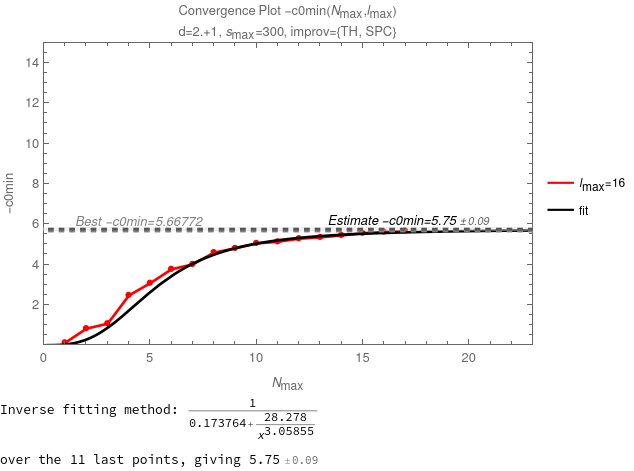 Convergence Plot −c0min(Nmax,lmax)
d=2.+1, smax=300, improv={TH, SPC}
14
12
10
8
6
4
2
−c0min
Best −c0min=5.66772
Estimate −c0min=5.75 ±0.09
lmax=16
fit
0 5 10 15 20
Nmax
Inverse fitting method: 1
0.173764+ 28.278
x3.05855
over the 11 last points, giving 5.75 ±0.09